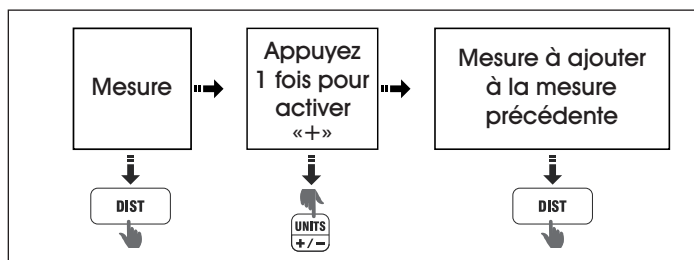 Mesure
Appuyez
1 fois pour
activer
«+»
Mesure à ajouter
à la mesure
précédente
DIST
UNITS
+/−
DIST